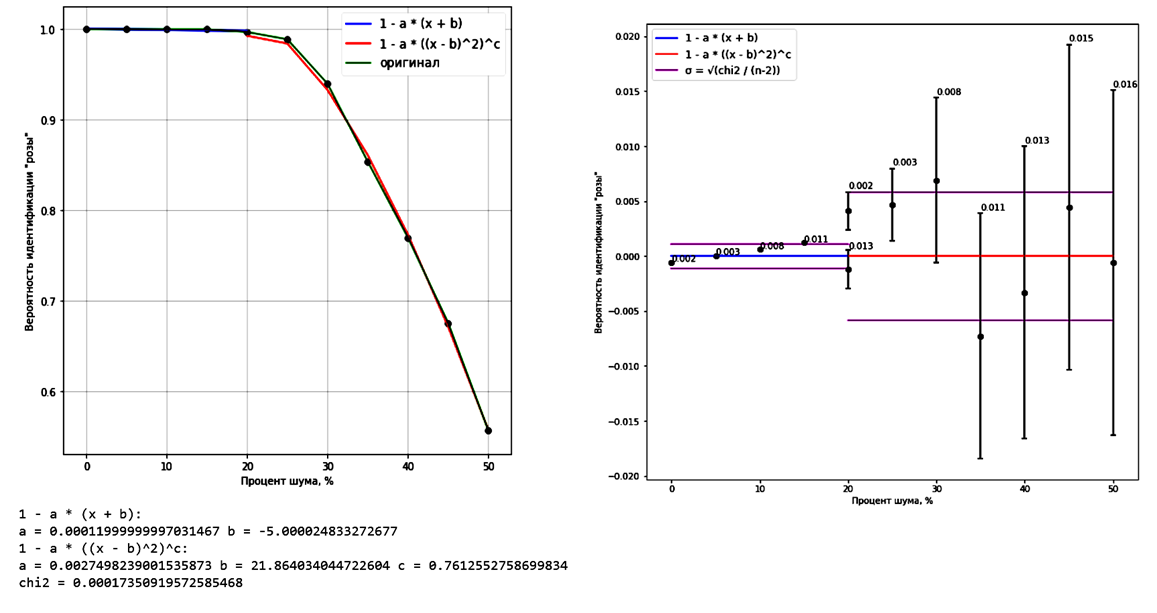 1.0
0.9
0.8
0.7
0.6
0 10 20 30 40 50
Вероятность идентификации "розы"
Процент шума, %
1 - a * (x + b)
1 - a * ((x - b)^2)^c
оригинал
0.020
0.015
0.010
0.005
0.000
−0.005
−0.010
−0.015
−0.020
0 10 20 30 40 50
Вероятность идентификации "розы"
Процент шума, %
1 - a * (x + b)
1 - a * ((x - b)^2)^c
σ = √(chi2 / (n-2))
0.002
0.003
0.008
0.011
0.013
0.002
0.003
0.008
0.011
0.013
0.015
0.016
1 - a * (x + b):
a = 0.00011999999997031467 b = -5.000024833272677
1 - a * ((x - b)^2)^c:
a = 0.0027498239001535873 b = 21.864034044722604 c = 0.7612552758699834
chi2 = 0.00017350919572585468